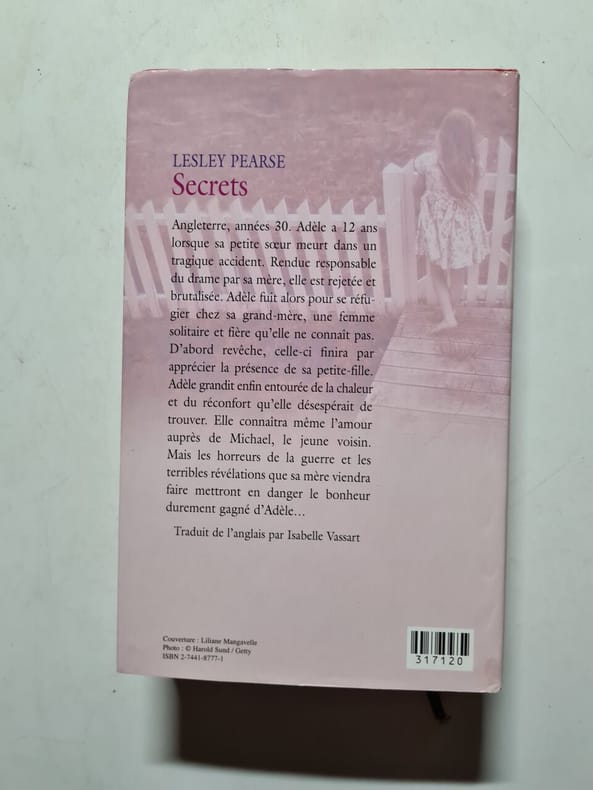 LESLEY PEARSE
Secrets
Angleterre, années 30. Adèle a 12 ans
lorsque sa petite sœur meurt dans un
tragique accident. Rendue responsable
du drame par sa mère, elle est rejetée et
brutalisée. Adèle fuit alors pour se réfu-
gier chez sa grand-mère, une femme
solitaire et fière qu'elle ne connaît pas.
D'abord revêche, celle-ci finira par
apprécier la présence de sa petite-fille.
Adèle grandit enfin entourée de la chaleur
et du réconfort qu'elle désespérait de
trouver. Elle connaîtra même l'amour
auprès de Michael, le jeune voisin.
Mais les horreurs de la guerre et les
terribles révélations que sa mère viendra
faire mettront en danger le bonheur
durement gagné d'Adèle…
Traduit de l'anglais par Isabelle Vassart
Couverture : Liliane Mangavelle
Photo : © Harold Sund / Getty
ISBN 2-7441-8777-1
317120